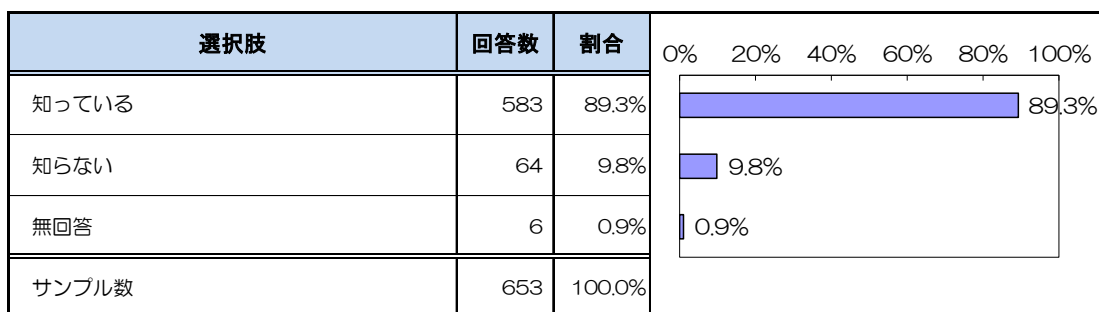 選択肢 回答数 割合
知っている 583 89.3%
知らない 64 9.8%
無回答 6 0.9%
サンプル数 653 100.0%
0% 20% 40% 60% 80% 100%
89.3%
9.8%
0.9%